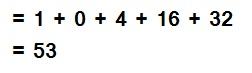 = 1 + 0 + 4 + 16 + 32
= 53